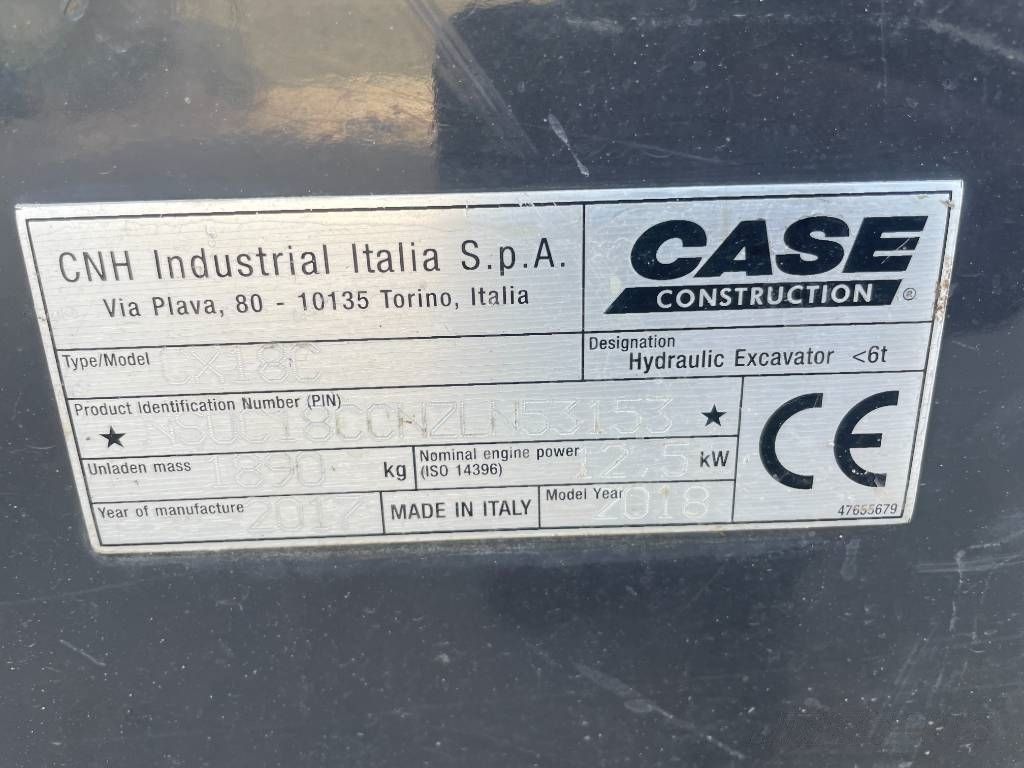 CNH Industrial Italia S.p.A.
Via Plava, 80 - 10135 Torino, Italia
CASE
CONSTRUCTION ®
Type/Model CX18C
Designation
Hydraulic Excavator <6t
Product Identification Number (PIN)
★ ★
Unladen mass 1890 kg
Nominal engine power
(ISO 14396) 12,5 kW
Year of manufacture 2017
MADE IN ITALY
Model Year 2018
CE
47655679